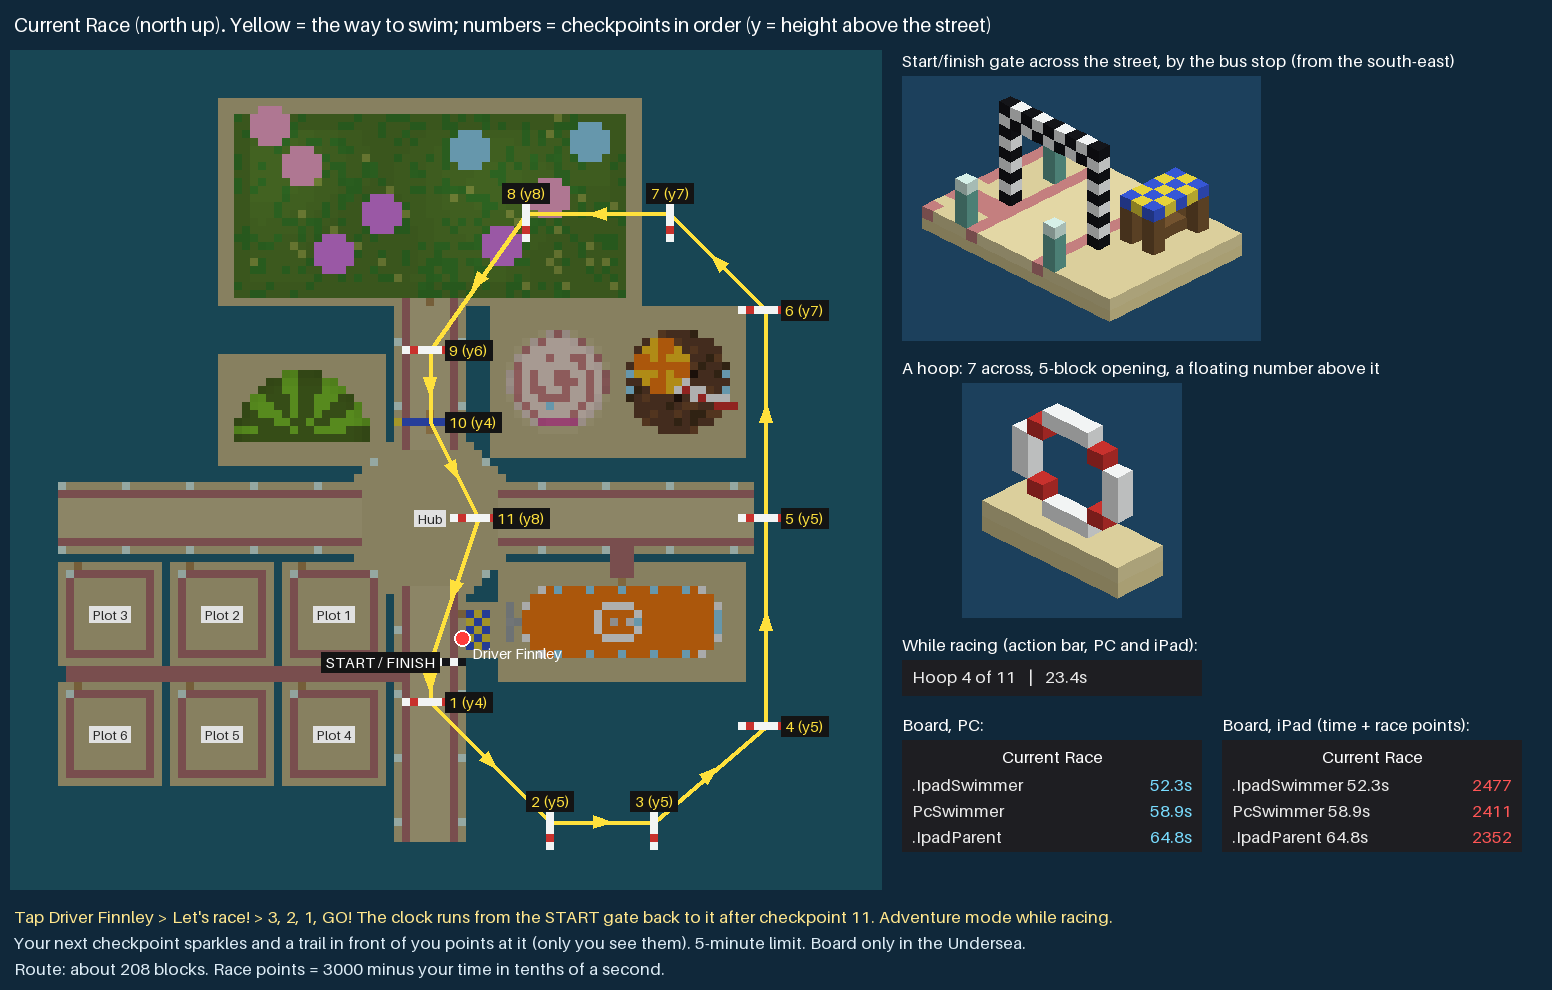 Current Race (north up). Yellow = the way to swim; numbers = checkpoints in order (y = height above the street)
8 (y8)
7 (y7)
6 (y7)
9 (y6)
10 (y4)
Hub
11 (y8)
5 (y5)
Plot 3
Plot 2
Plot 1
Driver Finnley
START / FINISH
1 (y4)
Plot 6
Plot 5
Plot 4
4 (y5)
2 (y5)
3 (y5)
Start/finish gate across the street, by the bus stop (from the south-east)
A hoop: 7 across, 5-block opening, a floating number above it
While racing (action bar, PC and iPad):
Hoop 4 of 11 | 23.4s
Board, PC:
Current Race
.IpadSwimmer 52.3s
PcSwimmer 58.9s
.IpadParent 64.8s
Board, iPad (time + race points):
Current Race
.IpadSwimmer 52.3s 2477
PcSwimmer 58.9s 2411
.IpadParent 64.8s 2352
Tap Driver Finnley > Let's race! > 3, 2, 1, GO! The clock runs from the START gate back to it after checkpoint 11. Adventure mode while racing.
Your next checkpoint sparkles and a trail in front of you points at it (only you see them). 5-minute limit. Board only in the Undersea.
Route: about 208 blocks. Race points = 3000 minus your time in tenths of a second.